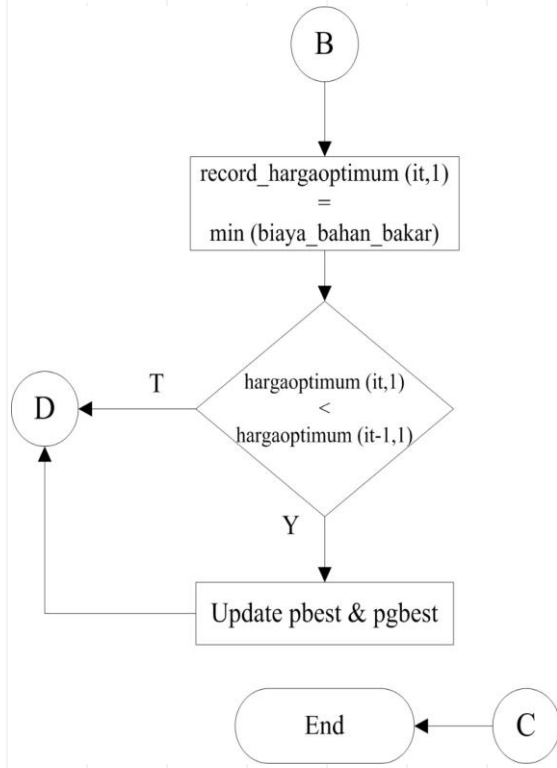 B
record_hargaoptimum (it,1)
=
min (biaya_bahan_bakar)
T
hargaoptimum (it,1)
<
hargaoptimum (it-1,1)
D
Y
Update pbest & pgbest
End
C